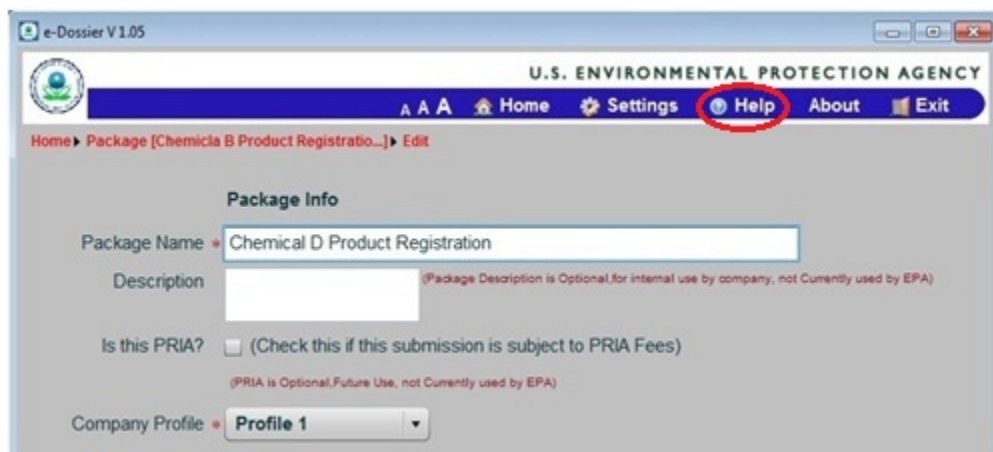 e-Dossier V 1.05
U.S. ENVIRONMENTAL PROTECTION AGENCY
A A A Home Settings Help About Exit
Home Package [Chemicla B Product Registratio...] Edit
Package Info
Package Name * Chemical D Product Registration
Description (Package Description is Optional,for internal use by company, not Currently used by EPA)
Is this PRIA? (Check this if this submission is subject to PRIA Fees)
(PRIA is Optional,Future Use, not Currently used by EPA)
Company Profile * Profile 1